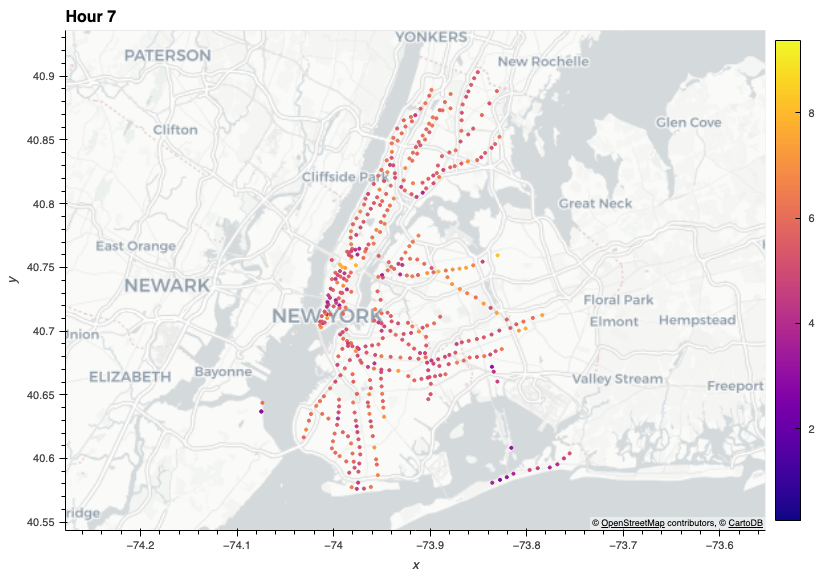 Hour 7
YONKERS
PATERSON
New Rochelle
40.9
8
Clifton
Glen Cove
40.85
Cliffside Park
40.8
Great Neck
6
East Orange
40.75
NEWARK
Floral Park
y
NEW YORK
Elmont
Hempstead
40.7
Union
4
Bayonne
ELIZABETH
Valley Stream
Freeport
40.65
2
40.6
ridge
40.55
© OpenStreetMap contributors, © CartoDB
−74.2
−74.1
−74
−73.9
−73.8
−73.7
−73.6
x